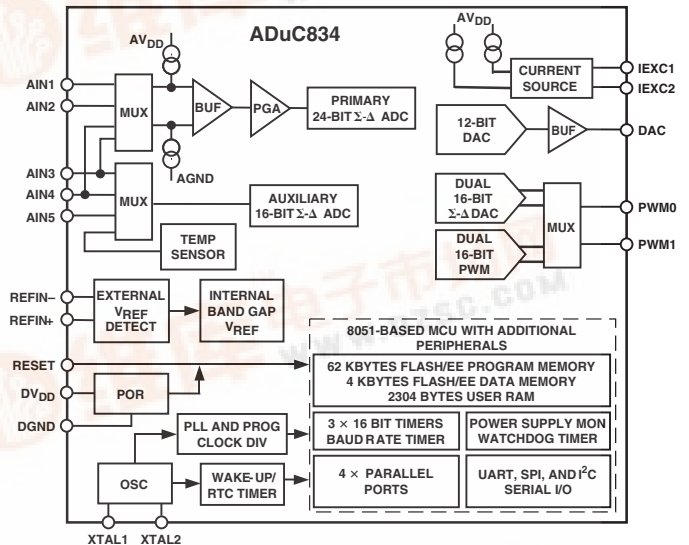 ADuC834
AVDD
AVDD
AIN1
AIN2
AIN3
AIN4
AIN5
MUX
BUF
PGA
PRIMARY
24-BIT Σ-Δ ADC
AGND
MUX
AUXILIARY
16-BIT Σ-Δ ADC
TEMP
SENSOR
CURRENT
SOURCE
IEXC1
IEXC2
12-BIT
DAC
BUF
DAC
DUAL
16-BIT
Σ-Δ DAC
DUAL
16-BIT
PWM
MUX
PWM0
PWM1
REFIN–
REFIN+
EXTERNAL
VREF
DETECT
INTERNAL
BAND GAP
VREF
RESET
DVDD
DGND
POR
PLL AND PROG
CLOCK DIV
OSC
WAKE-UP/
RTC TIMER
XTAL1 XTAL2
8051-BASED MCU WITH ADDITIONAL
PERIPHERALS
62 KBYTES FLASH/EE PROGRAM MEMORY
4 KBYTES FLASH/EE DATA MEMORY
2304 BYTES USER RAM
3 × 16 BIT TIMERS
BAUD RATE TIMER
POWER SUPPLY MON
WATCHDOG TIMER
4 × PARALLEL
PORTS
UART, SPI, AND I²C
SERIAL I/O